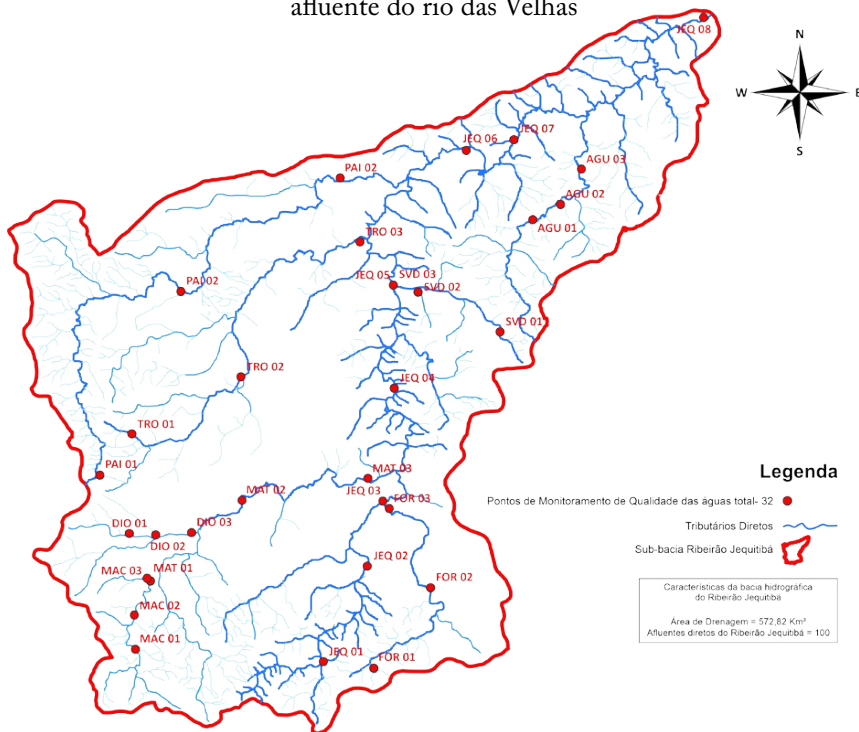 afluente do rio das Velhas
JEQ 08
N
W
E
S
JEQ 07
JEQ 06
AGU 03
PAI 02
AGU 02
AGU 01
TRO 03
JEQ 05
SVD 03
PAI 02
SVD 02
SVD 01
TRO 02
JEQ 04
TRO 01
PAI 01
MAT 03
Legenda
MAT 02
JEQ 03
FOR 03
Pontos de Monitoramento de Qualidade das águas total- 32
DIO 01
DIO 03
Tributários Diretos
DIO 02
Sub-bacia Ribeirão Jequitibá
MAC 03
MAT 01
JEQ 02
FOR 02
Características da bacia hidrográfica
do Ribeirão Jequitibá
MAC 02
Área de Drenagem = 572,82 Km²
Afluentes diretos do Ribeirão Jequitibá = 100
MAC 01
JEQ 01
FOR 01